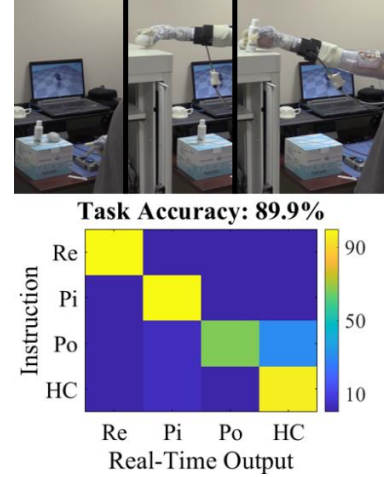 Task Accuracy: 89.9%
Instruction
Re
Pi
Po
HC
90
50
10
Re Pi Po HC
Real-Time Output